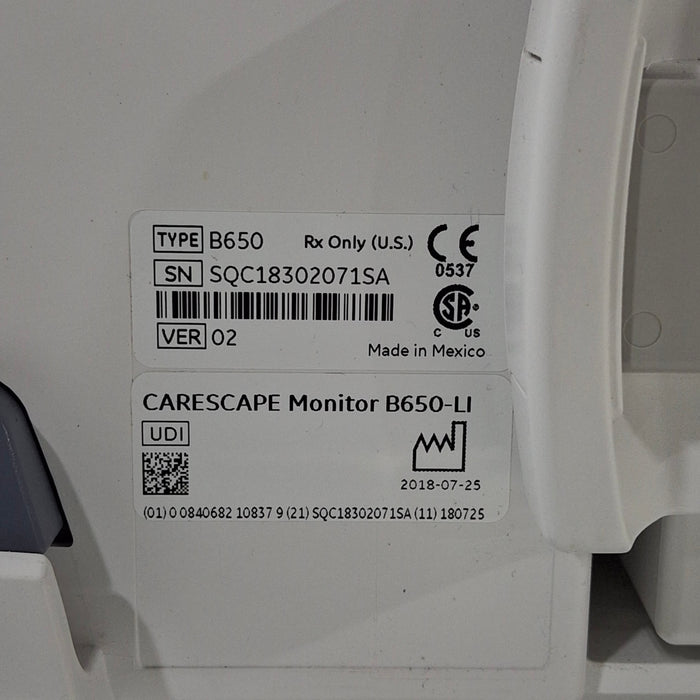 TYPE B650 Rx Only (U.S.) CE
SN SQC18302071SA 0537
SA
VER 02 C US
Made in Mexico
CARESCAPE Monitor B650-LI
UDI
2018-07-25
(01) 0 0840682 10837 9 (21) SQC18302071SA (11) 180725